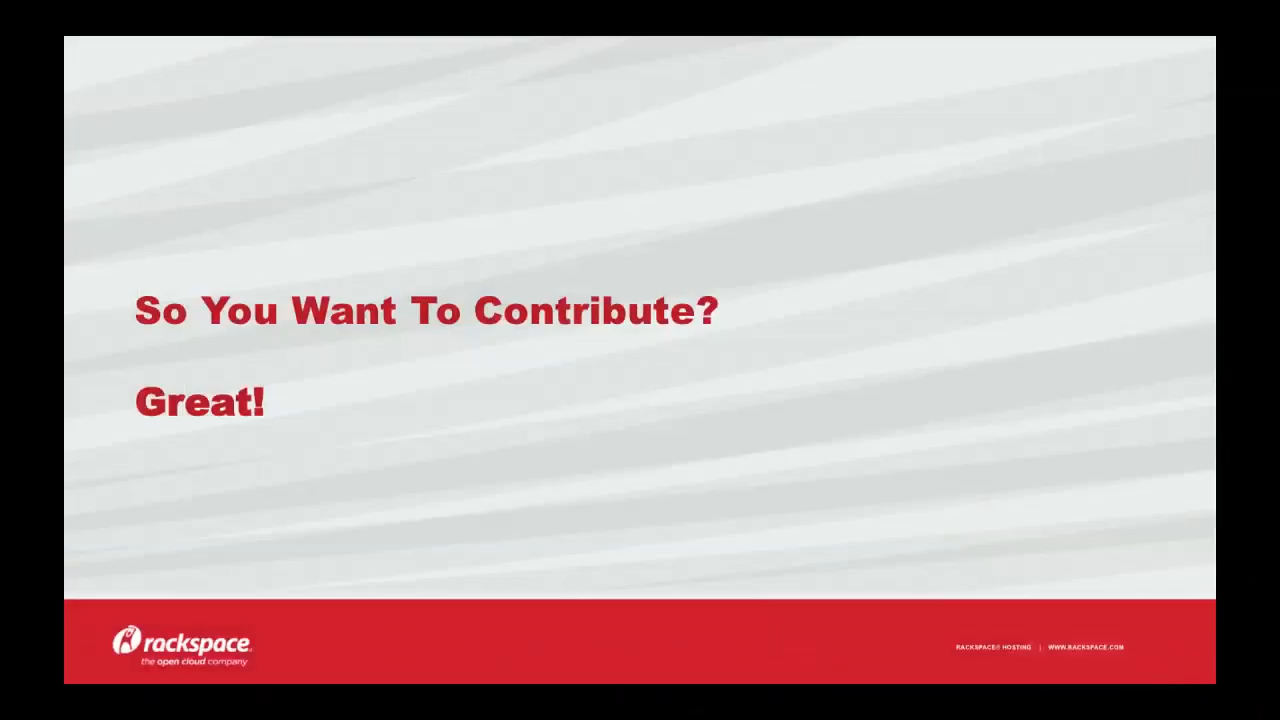 So You Want To Contribute?
Great!
rackspace.
the open cloud company
RACKSPACE® HOSTING | WWW.RACKSPACE.COM